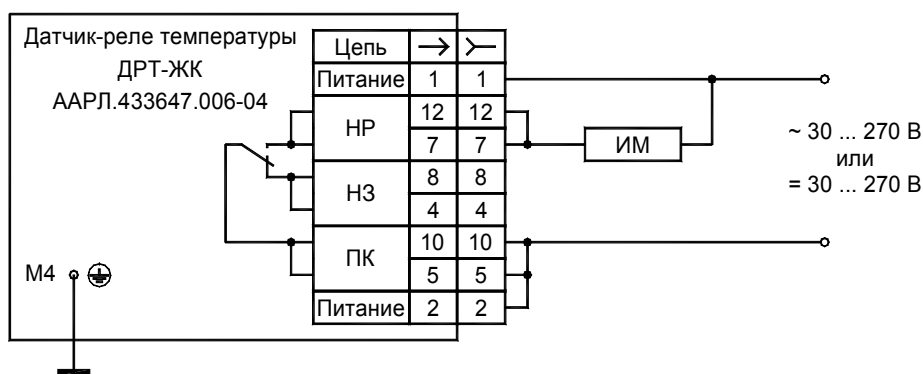 Датчик-реле температуры
ДРТ-ЖК
ААРЛ.433647.006-04
Цепь
Питание 1 1
НР 12 12
7 7
НЗ 8 8
4 4
ПК 10 10
5 5
Питание 2 2
ИМ
~ 30 ... 270 В
или
= 30 ... 270 В
М4